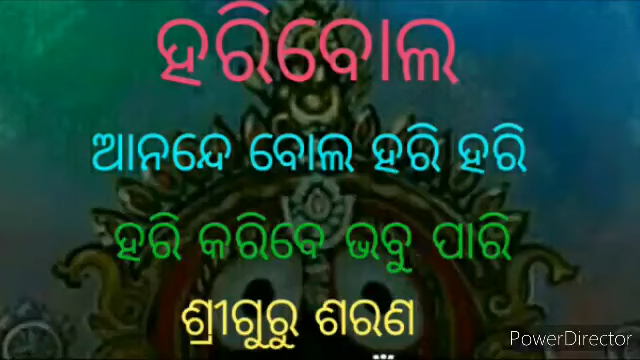 ହରିବୋଲ
ଆନନ୍ଦେ ବୋଲ ହରି ହରି
ହରି କରିବେ ଭବୁ ପାରି
ଶ୍ରୀଗୁରୁ ଶରଣ
PowerDirector